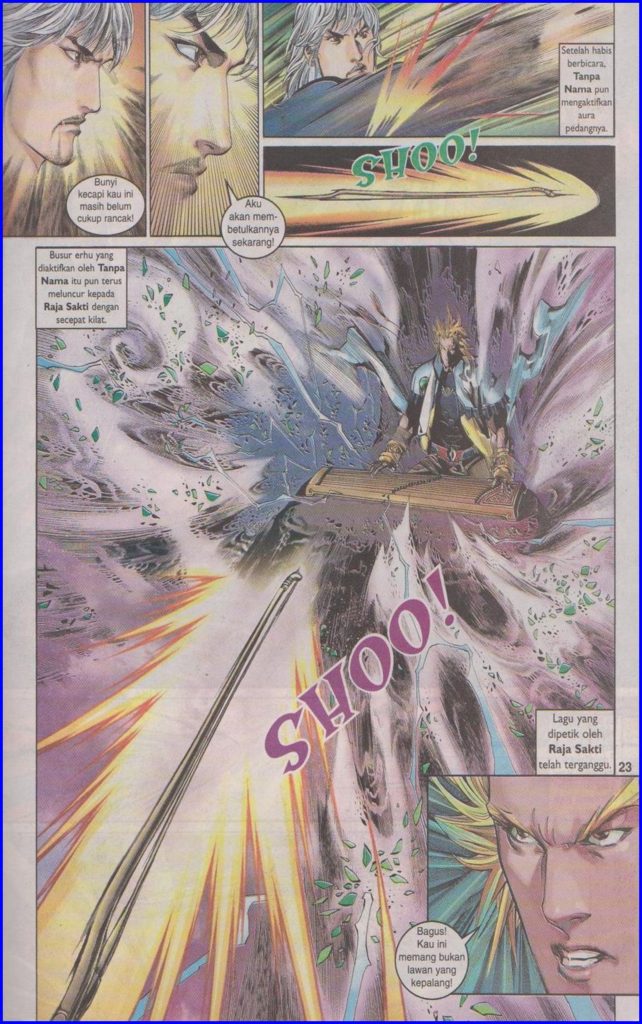 Bunyi
kecapi kau ini
masih belum
cukup rancak!
Aku
akan mem-
betulkannya
sekarang!
Setelah habis
berbicara,
Tanpa
Nama pun
mengaktifkan
aura
pedangnya.
SHOO!
Busur erhu yang
diaktifkan oleh Tanpa
Nama itu pun terus
meluncur kepada
Raja Sakti dengan
secepat kilat.
SHOO!
Lagu yang
dipetik oleh
Raja Sakti
telah terganggu.
23
Bagus!
Kau ini
memang bukan
lawan yang
kepalang!